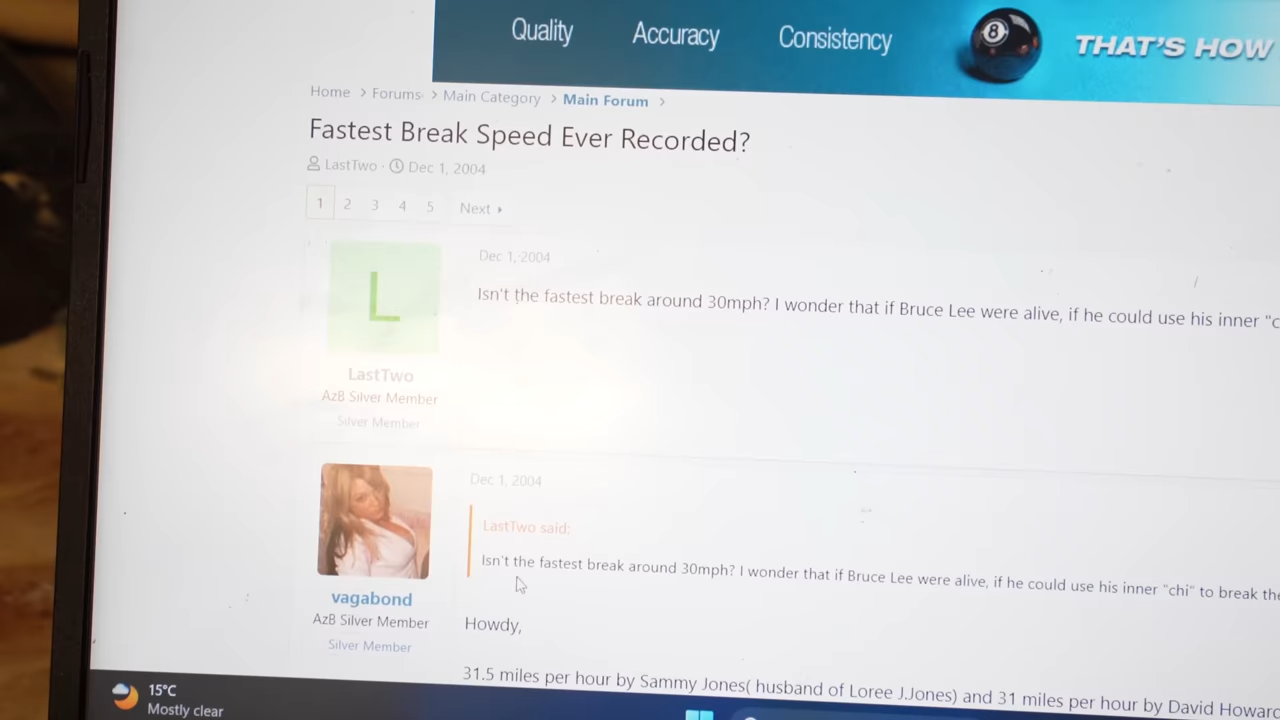 Quality Accuracy Consistency 8 THAT'S HOW
Home > Forums > Main Category > Main Forum >
Fastest Break Speed Ever Recorded?
LastTwo · Dec 1, 2004
1 2 3 4 5 Next
Dec 1, 2004
L
Isn't the fastest break around 30mph? I wonder that if Bruce Lee were alive, if he could use his inner "c
LastTwo
AzB Silver Member
Silver Member
Dec 1, 2004
LastTwo said:
Isn't the fastest break around 30mph? I wonder that if Bruce Lee were alive, if he could use his inner "chi" to break the
vagabond
AzB Silver Member
Silver Member
Howdy,
31.5 miles per hour by Sammy Jones( husband of Loree J.Jones) and 31 miles per hour by David Howard
15°C
Mostly clear